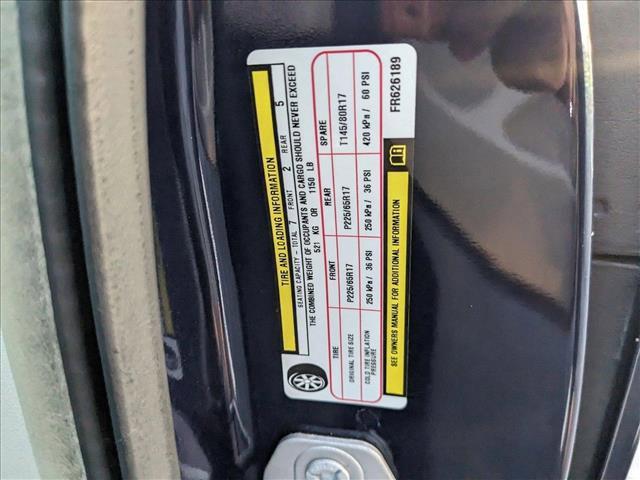 TIRE AND LOADING INFORMATION
SEATING CAPACITY - TOTAL 7 FRONT 2 REAR 5
THE COMBINED WEIGHT OF OCCUPANTS AND CARGO SHOULD NEVER EXCEED
521 KG OR 1150 LB
TIRE FRONT REAR SPARE
ORIGINAL TIRE SIZE P225/65R17 P225/65R17 T145/80R17
COLD TIRE INFLATION PRESSURE 250 kPa / 36 PSI 250 kPa / 36 PSI 420 kPa / 60 PSI
SEE OWNERS MANUAL FOR ADDITIONAL INFORMATION
FR626189